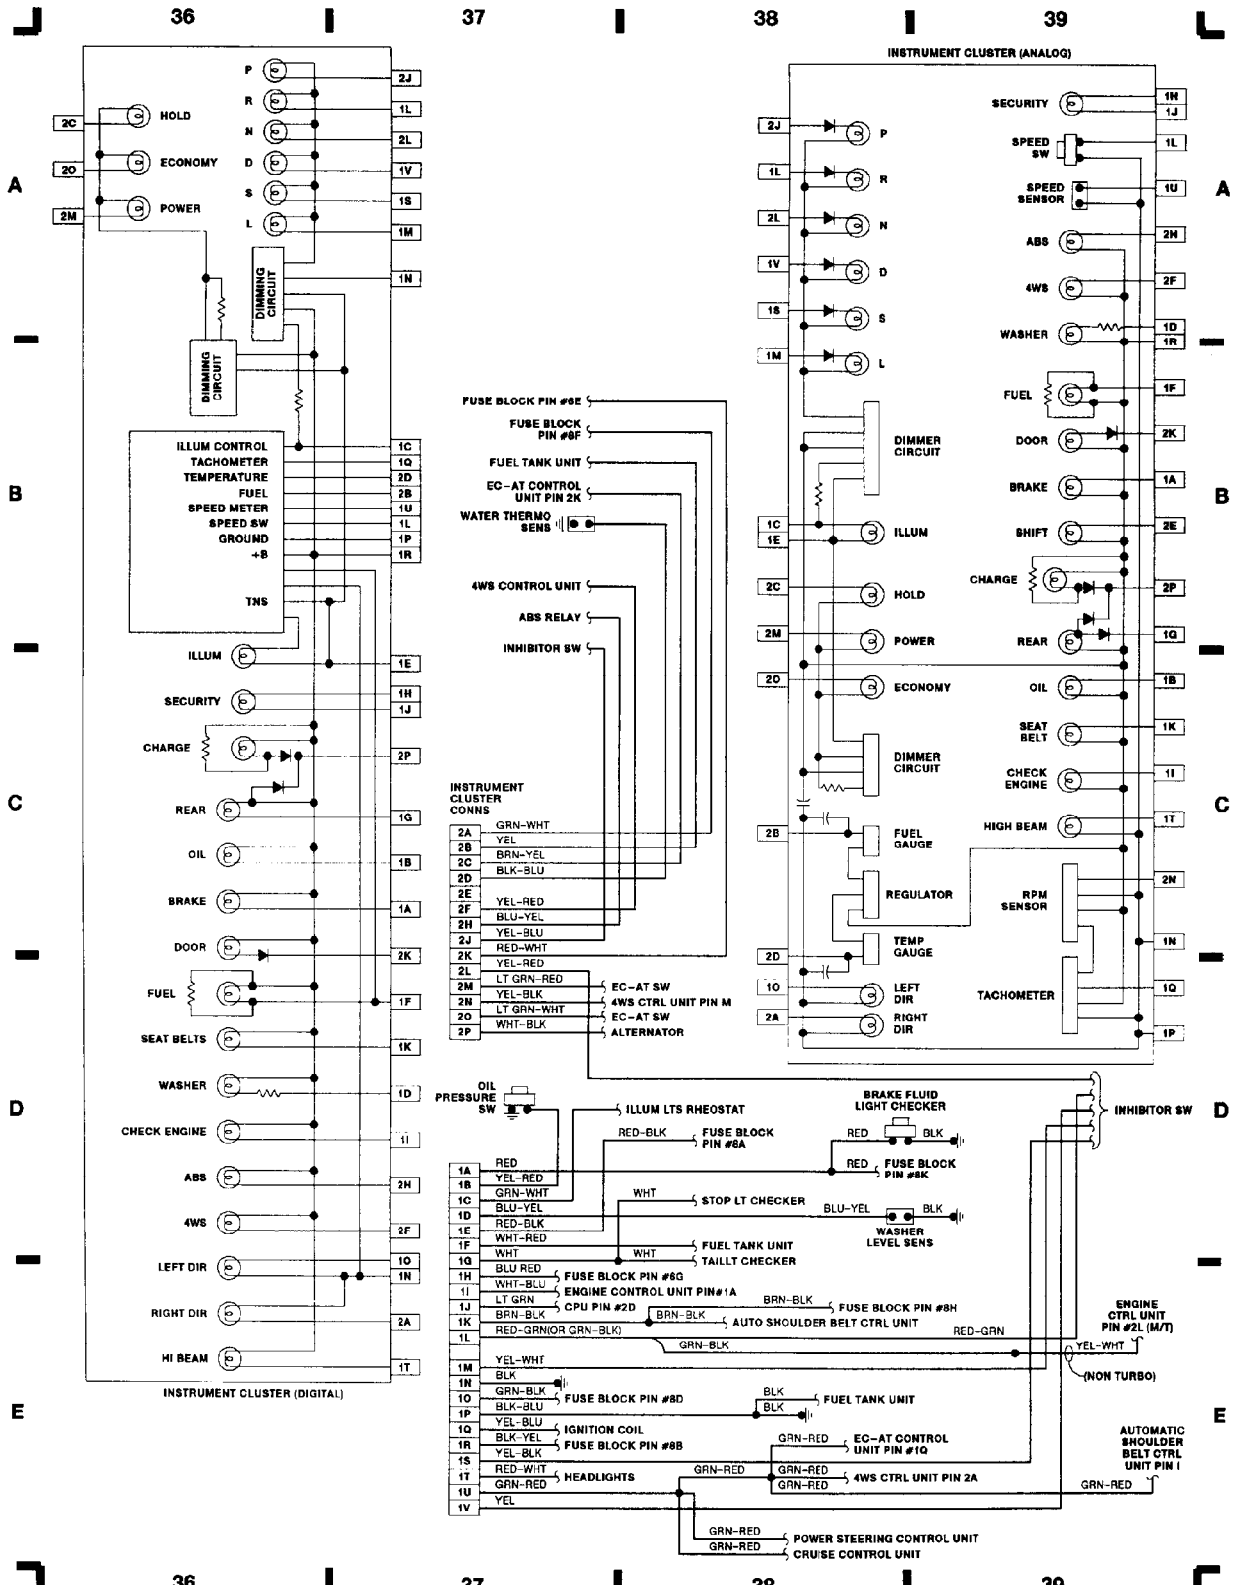 36
37
38
39
INSTRUMENT CLUSTER (ANALOG)
A
B
C
D
E
P
R
N
D
S
L
HOLD
ECONOMY
POWER
2C
2O
2M
2J
1L
2L
1V
1S
1M
1N
DIMMING
CIRCUIT
DIMMING
CIRCUIT
ILLUM CONTROL
TACHOMETER
TEMPERATURE
FUEL
SPEED METER
SPEED SW
GROUND
+B
TNS
1C
1Q
2D
2B
1U
1L
1P
1R
ILLUM
1E
SECURITY
1H
1J
CHARGE
2P
REAR
1G
OIL
1B
BRAKE
1A
DOOR
2K
FUEL
1F
SEAT BELTS
1K
WASHER
1D
CHECK ENGINE
1I
ABS
2H
4WS
2F
LEFT DIR
1O
1N
RIGHT DIR
2A
HI BEAM
1T
INSTRUMENT CLUSTER (DIGITAL)
FUSE BLOCK PIN #6E
FUSE BLOCK
PIN #8F
FUEL TANK UNIT
EC-AT CONTROL
UNIT PIN 2K
WATER THERMO
SENS
4WS CONTROL UNIT
ABS RELAY
INHIBITOR SW
INSTRUMENT
CLUSTER
CONNS
2A GRN-WHT
2B YEL
2C BRN-YEL
2D BLK-BLU
2E
2F YEL-RED
2H BLU-YEL
2J YEL-BLU
2K RED-WHT
2L YEL-RED
2M LT GRN-RED EC-AT SW
2N YEL-BLK 4WS CTRL UNIT PIN M
2O LT GRN-WHT EC-AT SW
2P WHT-BLK ALTERNATOR
2J
P
1L
R
2L
N
1V
D
1S
S
1M
L
DIMMER
CIRCUIT
1C
1E
ILLUM
2C
HOLD
2M
POWER
2O
ECONOMY
DIMMER
CIRCUIT
2B
FUEL
GAUGE
REGULATOR
2D
TEMP
GAUGE
1O
LEFT
DIR
2A
RIGHT
DIR
SECURITY
1H
1J
SPEED
SW
1L
SPEED
SENSOR
1U
ABS
2H
4WS
2F
WASHER
1D
1R
FUEL
1F
DOOR
2K
BRAKE
1A
SHIFT
2E
CHARGE
2P
REAR
1G
OIL
1B
SEAT
BELT
1K
CHECK
ENGINE
1I
HIGH BEAM
1T
RPM
SENSOR
2N
1N
TACHOMETER
1Q
1P
A
B
C
D
E
OIL
PRESSURE
SW
ILLUM LTS RHEOSTAT
RED-BLK
FUSE BLOCK
PIN #8A
BRAKE FLUID
LIGHT CHECKER
RED
BLK
RED
FUSE BLOCK
PIN #8K
INHIBITOR SW
WHT
STOP LT CHECKER
BLU-YEL
BLK
WASHER
LEVEL SENS
1A RED
1B YEL-RED
1C GRN-WHT
1D BLU-YEL
1E RED-BLK
1F WHT-RED FUEL TANK UNIT
1G WHT WHT TAILLT CHECKER
1H BLU RED FUSE BLOCK PIN #6G
1I WHT-BLU ENGINE CONTROL UNIT PIN#1A
1J LT GRN CPU PIN #2D
BRN-BLK FUSE BLOCK PIN #8H
1K BRN-BLK BRN-BLK AUTO SHOULDER BELT CTRL UNIT
1L RED-GRN(OR GRN-BLK) RED-GRN
GRN-BLK
YEL-WHT
ENGINE
CTRL UNIT
PIN #2L (M/T)
(NON TURBO)
1M YEL-WHT
1N BLK
1O GRN-BLK FUSE BLOCK PIN #8D
BLK FUEL TANK UNIT
1P BLK-BLU BLK
1Q YEL-BLU IGNITION COIL
1R BLK-YEL FUSE BLOCK PIN #8B
1S YEL-BLK
1T RED-WHT HEADLIGHTS
1U GRN-RED
1V YEL
GRN-RED
GRN-RED
EC-AT CONTROL
UNIT PIN #1Q
GRN-RED
4WS CTRL UNIT PIN 2A
GRN-RED
GRN-RED
AUTOMATIC
SHOULDER
BELT CTRL
UNIT PIN I
GRN-RED POWER STEERING CONTROL UNIT
GRN-RED CRUISE CONTROL UNIT
36
37
38
39